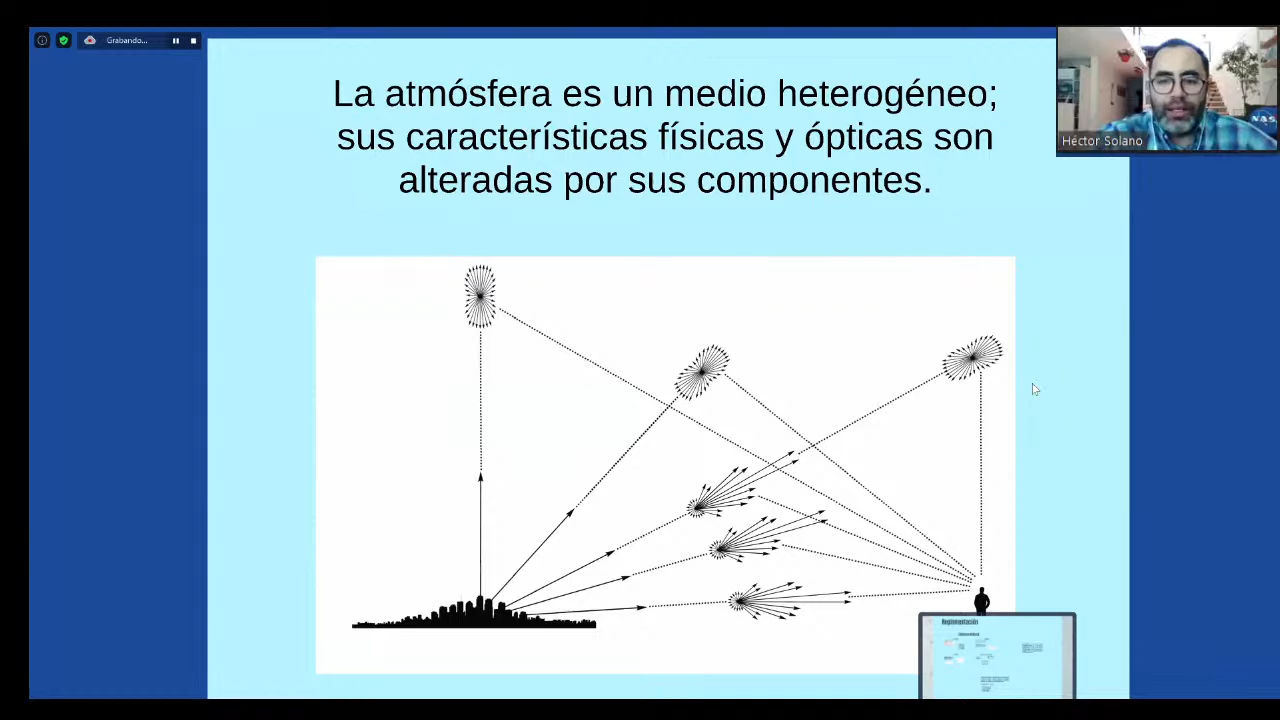 Grabando...
La atmósfera es un medio heterogéneo;
sus características físicas y ópticas son
alteradas por sus componentes.
NASA
Héctor Solano
Reglamentación